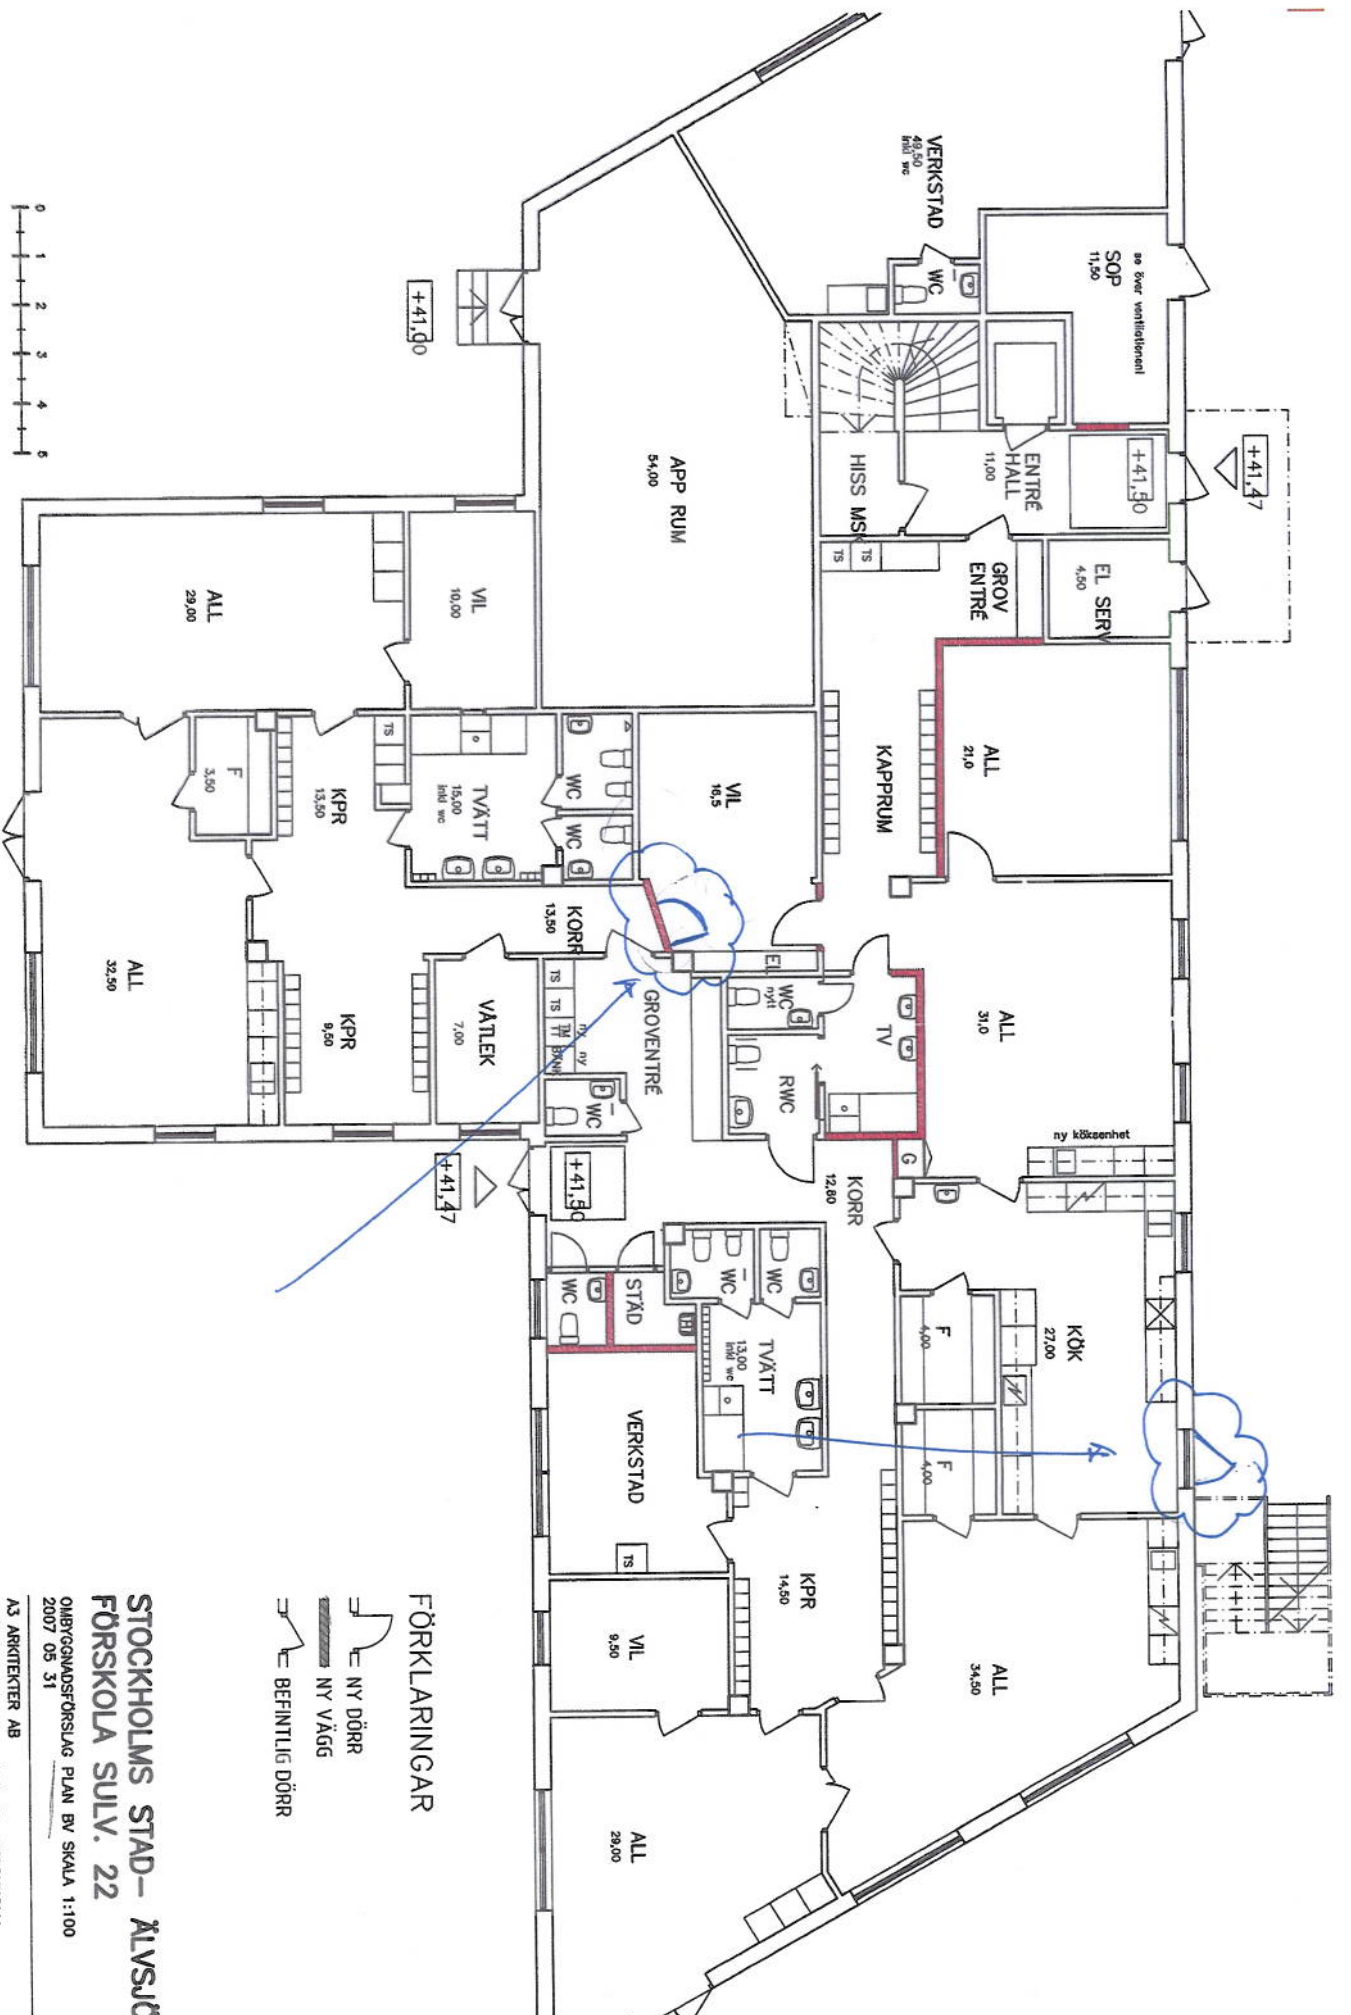 VERKSTAD
49,50
inkl wc
SOP
11,50
se över ventilationen!
WC
+41,47
+41,50
ENTRÉ
HALL
11,00
HISS
EL SERV
4,50
GROV
ENTRÉ
TS
TS
+41,00
APP RUM
54,00
KAPPRUM
ALL
21,0
VIL
16,5
VIL
10,00
ALL
29,00
F
3,50
KPR
13,50
TS
TVÄTT
15,00
inkl wc
WC
WC
KORR
13,50
ALL
32,50
KPR
9,50
VÅTLEK
7,00
TS
TS
TM
TT
BÄNK
ny
ny
GROVENTRÉ
WC
EL
WC
nytt
RWC
TV
ALL
31,0
ny köksenhet
G
KORR
12,80
+41,50
+41,47
WC
STÄD
WC
WC
TVÄTT
13,00
inkl wc
KÖK
27,00
F
4,00
F
4,00
VERKSTAD
TS
KPR
14,50
VIL
9,50
ALL
34,50
ALL
29,00
0 1 2 3 4 5
FÖRKLARINGAR
NY DÖRR
NY VÄGG
BEFINTLIG DÖRR
STOCKHOLMS STAD— ÄLVSJÖ
FÖRSKOLA SULV. 22
OMBYGGNADSFÖRSLAG PLAN BV SKALA 1:100
2007 05 31
A3 ARKITEKTER AB